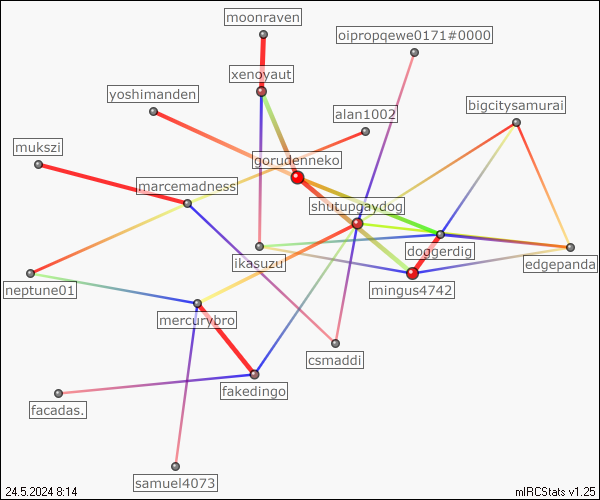 moonraven
oipropqewe0171#0000
xenoyaut
yoshimanden
bigcitysamurai
alan1002
mukszi
gorudenneko
marcemadness
shutupgaydog
doggerdig
ikasuzu
edgepanda
neptune01
mingus4742
mercurybro
csmaddi
fakedingo
facadas.
samuel4073
24.5.2024 8:14
mIRCStats v1.25